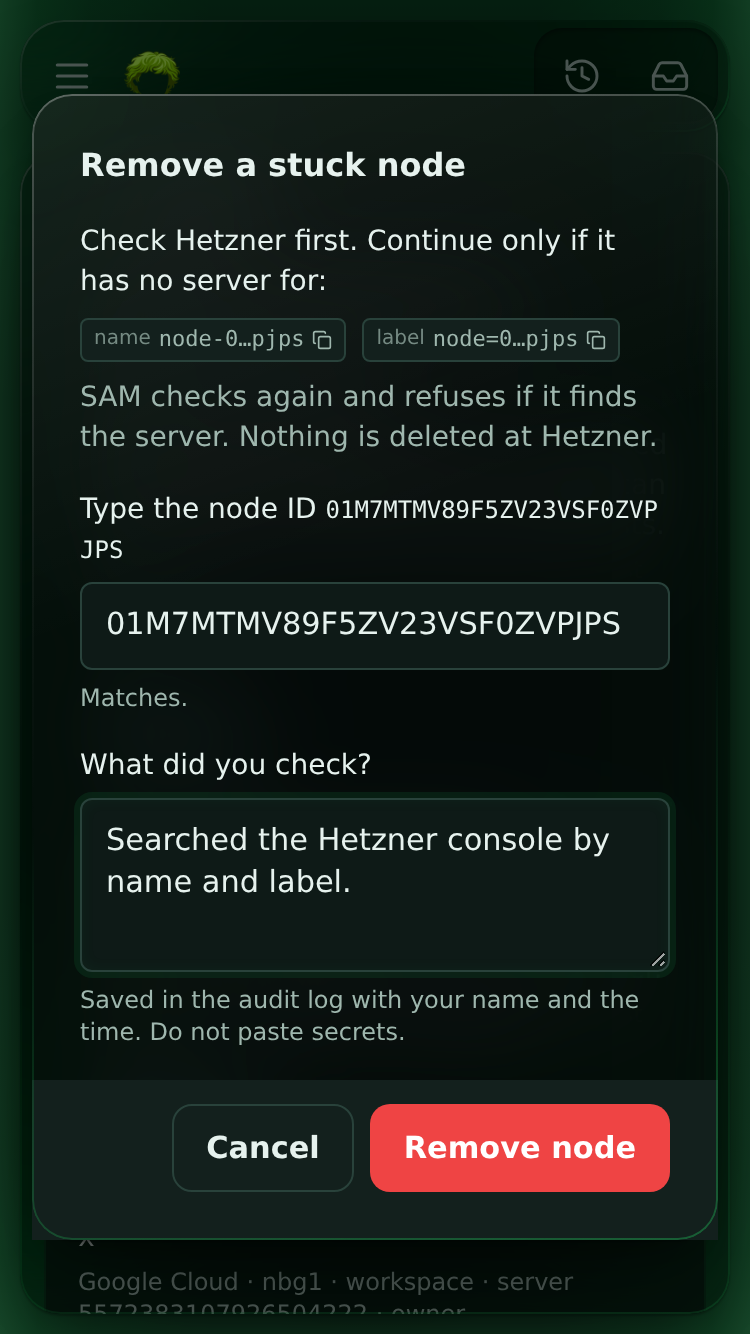 Remove a stuck node
Check Hetzner first. Continue only if it
has no server for:
name node-0…pjps
label node=0…pjps
SAM checks again and refuses if it finds
the server. Nothing is deleted at Hetzner.
Type the node ID 01M7MTMV89F5ZV23VSF0ZVP
JPS
01M7MTMV89F5ZV23VSF0ZVPJPS
Matches.
What did you check?
Searched the Hetzner console by
name and label.
Saved in the audit log with your name and the
time. Do not paste secrets.
Cancel
Remove node
Google Cloud · nbg1 · workspace · server
5572383107926504222 · owner